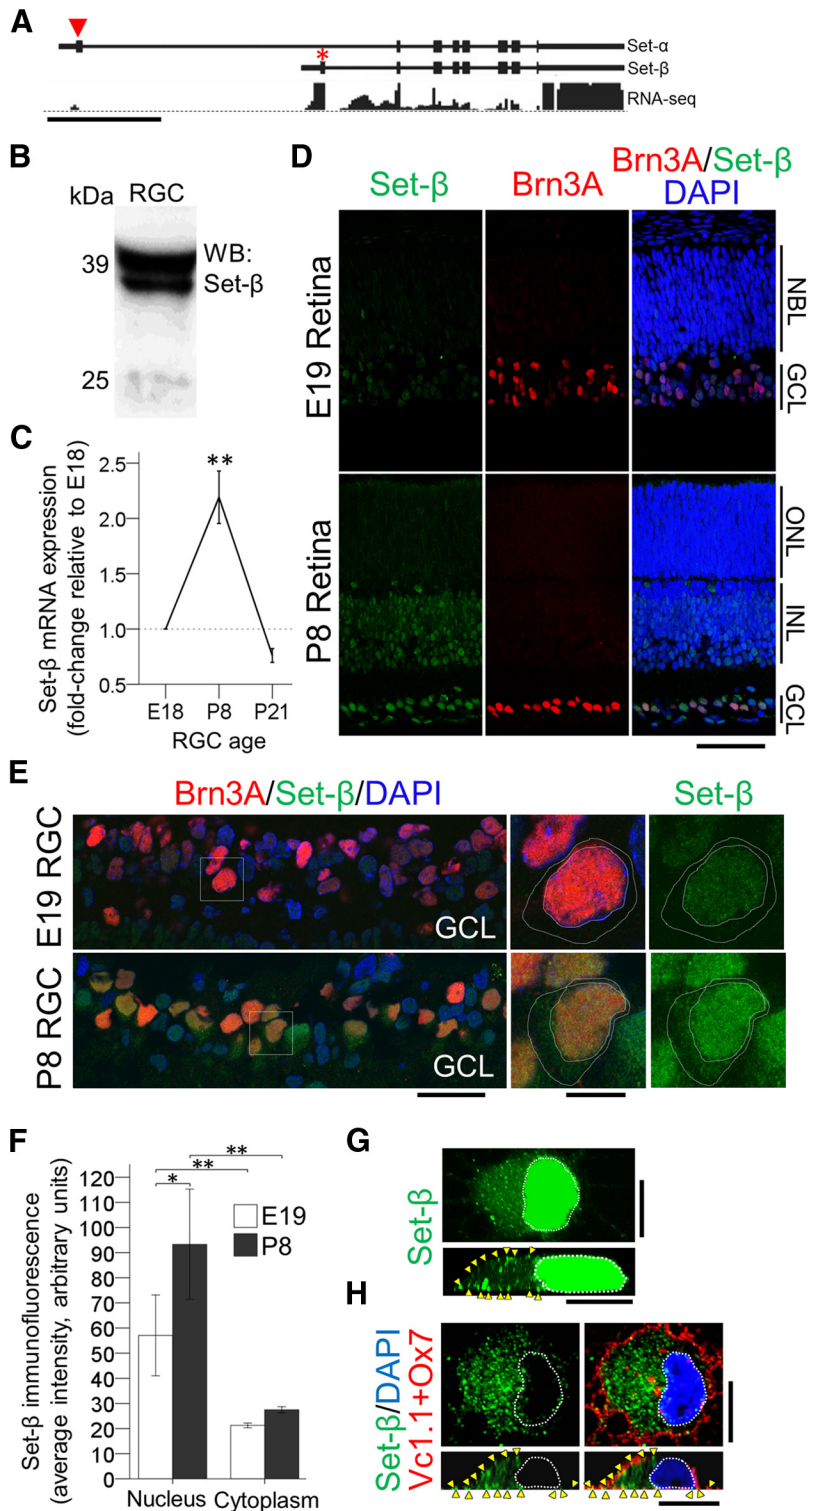 A
Set-α
*
Set-β
RNA-seq
B
kDa RGC
39
WB:
Set-β
25
C
Set-β mRNA expression
(fold-change relative to E18)
2.5
2.0
1.5
1.0
0.5
**
E18 P8 P21
RGC age
D
Set-β
Brn3A
Brn3A/Set-β
DAPI
E19 Retina
NBL
GCL
P8 Retina
ONL
INL
GCL
E
Brn3A/Set-β/DAPI
Set-β
E19 RGC
GCL
P8 RGC
GCL
F
Set-β immunofluorescence
(average intensity, arbitrary units)
120
110
100
90
80
70
60
50
40
30
20
10
0
**
**
*
E19
P8
Nucleus Cytoplasm
G
Set-β
H
Set-β/DAPI
Vc1.1+Ox7